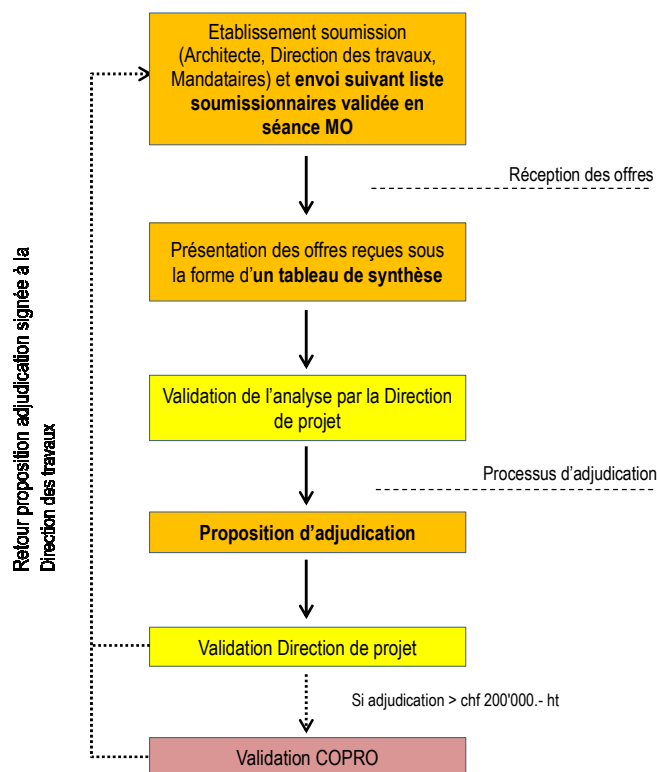 Etablissement soumission
(Architecte, Direction des travaux,
Mandataires) et envoi suivant liste
soumissionnaires validée en
séance MO
Réception des offres
Présentation des offres reçues sous
la forme d'un tableau de synthèse
Validation de l'analyse par la Direction
de projet
Processus d'adjudication
Proposition d'adjudication
Validation Direction de projet
Si adjudication > chf 200'000.- ht
Validation COPRO
Retour proposition adjudication signée à la
Direction des travaux